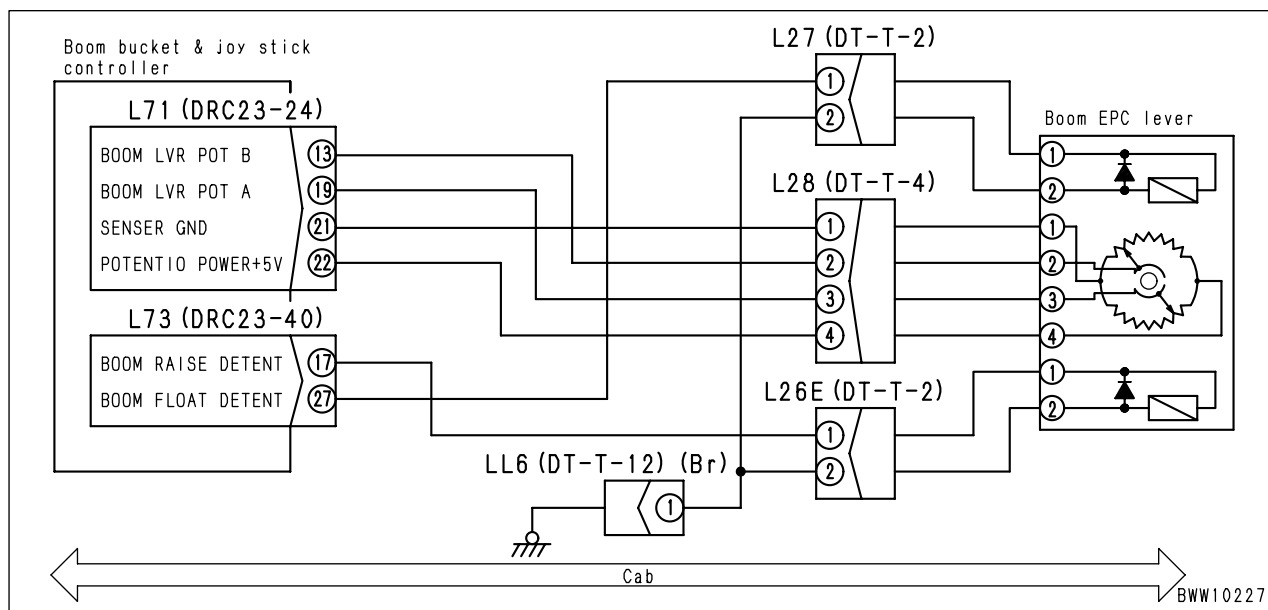 Boom bucket & joy stick
controller
L71 (DRC23-24)
BOOM LVR POT B 13
BOOM LVR POT A 19
SENSER GND 21
POTENTIO POWER+5V 22
L73 (DRC23-40)
BOOM RAISE DETENT 17
BOOM FLOAT DETENT 27
L27 (DT-T-2)
1
2
L28 (DT-T-4)
1
2
3
4
L26E (DT-T-2)
1
2
LL6 (DT-T-12) (Br)
1
Boom EPC lever
1
2
1
2
3
4
1
2
Cab
BWW10227